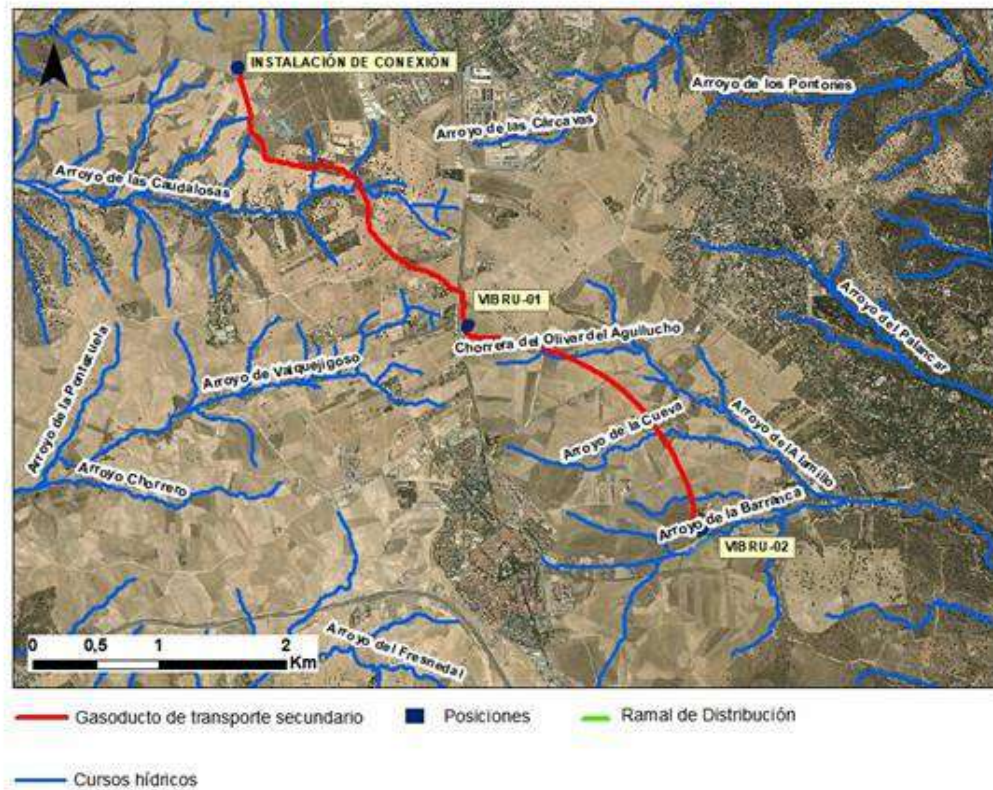 INSTALACIÓN DE CONEXIÓN
Arroyo de los Pontones
Arroyo de las Cárcavas
Arroyo de las Caudalosas
VIBRU-01
Chorrera del Olivar del Aguilucho
Arroyo del Palancar
Arroyo de la Pontezuela
Arroyo de Valquejigoso
Arroyo de la Cueva
Arroyo del Alamillo
Arroyo Chorrero
Arroyo de la Barranca
VIBRU-02
Arroyo del Fresnedal
0 0,5 1 2
Km
Gasoducto de transporte secundario
Posiciones
Ramal de Distribución
Cursos hídricos